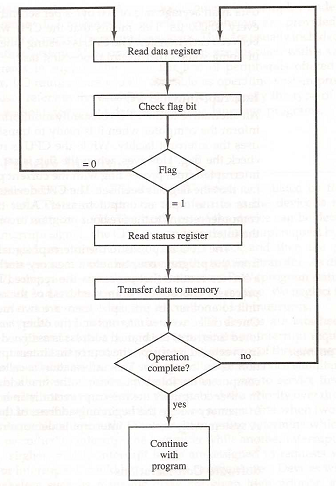 Read data register
Check flag bit
= 0
Flag
= 1
Read status register
Transfer data to memory
Operation
complete?
no
yes
Continue
with
program